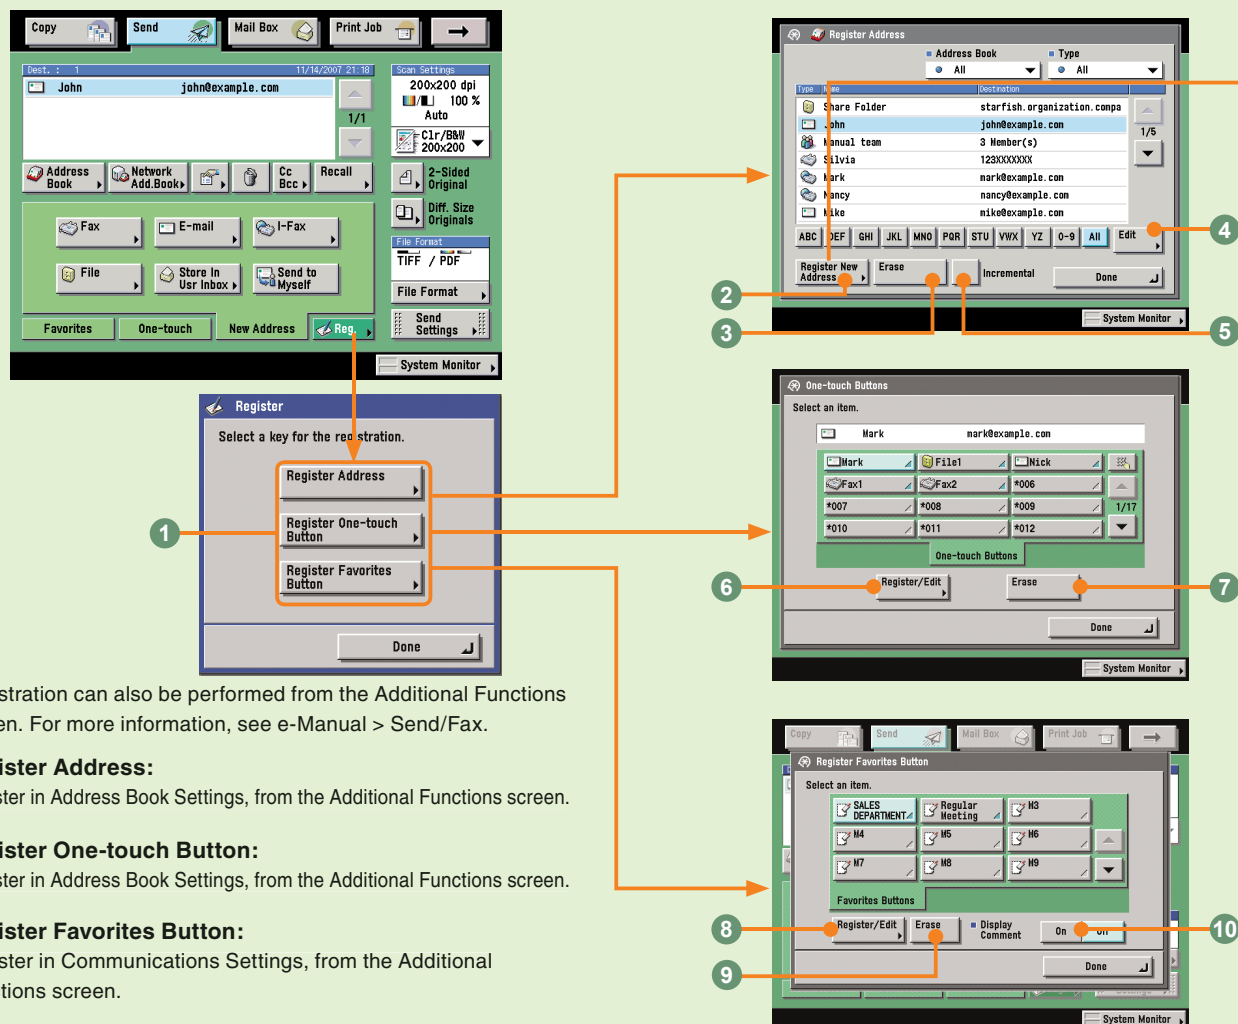 Copy
Send
Mail Box
Print Job
Dest. : 1
11/14/2007 21:18
John
john@example.com
1/1
Scan Settings
200x200 dpi
100 %
Auto
Clr/B&W
200x200
Address
Book
Network
Add.Book
Cc
Bcc
Recall
2-Sided
Original
Diff. Size
Originals
Fax
E-mail
I-Fax
File
Store In
Usr Inbox
Send to
Myself
File Format
TIFF / PDF
File Format
Send
Settings
Favorites
One-touch
New Address
Reg.
System Monitor
Register
Select a key for the registration.
Register Address
Register One-touch
Button
Register Favorites
Button
Done
1
stration can also be performed from the Additional Functions
en. For more information, see e-Manual > Send/Fax.
ister Address:
ster in Address Book Settings, from the Additional Functions screen.
ister One-touch Button:
ster in Address Book Settings, from the Additional Functions screen.
ister Favorites Button:
ster in Communications Settings, from the Additional
tions screen.
Register Address
Address Book
Type
All
All
Type
Name
Destination
Share Folder
starfish.organization.compa
John
john@example.com
Manual team
3 Member(s)
Silvia
123XXXXXXX
Mark
mark@example.com
Nancy
nancy@example.com
Mike
mike@example.com
1/5
ABC
DEF
GHI
JKL
MNO
PQR
STU
VWX
YZ
0-9
All
Edit
Register New
Address
Erase
Incremental
Done
System Monitor
2
3
4
5
One-touch Buttons
Select an item.
Mark
mark@example.com
Mark
File1
Nick
Fax1
Fax2
*006
*007
*008
*009
1/17
*010
*011
*012
One-touch Buttons
Register/Edit
Erase
Done
System Monitor
6
7
Copy
Send
Mail Box
Print Job
Register Favorites Button
Select an item.
SALES
DEPARTMENT
Regular
Meeting
M3
M4
M5
M6
M7
M8
M9
Favorites Buttons
Register/Edit
Erase
Display
Comment
On
Off
Done
System Monitor
8
9
10